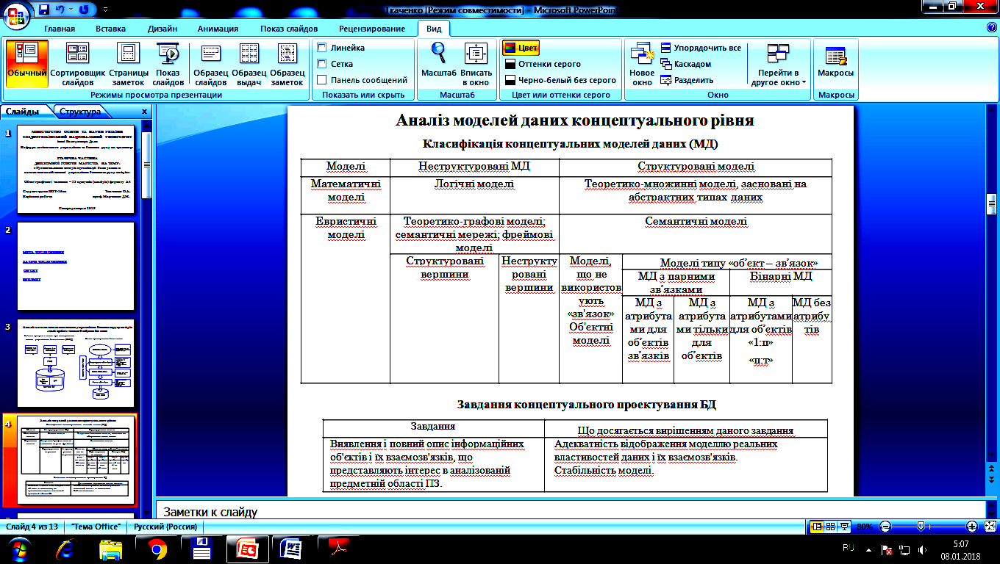 Ткаченко [Режим совместимости] - Microsoft PowerPoint
Главная Вставка Дизайн Анимация Показ слайдов Рецензирование Вид
Обычный
Сортировщик слайдов
Страницы заметок
Показ слайдов
Образец слайдов
Образец выдач
Образец заметок
Режимы просмотра презентации
Линейка
Сетка
Панель сообщений
Показать или скрыть
Масштаб
Вписать в окно
Масштаб
Цвет
Оттенки серого
Черно-белый без серого
Цвет или оттенки серого
Новое окно
Упорядочить все
Каскадом
Разделить
Перейти в другое окно
Окно
Макросы
Макросы
Слайды Структура x
1
2
3
4
Аналіз моделей даних концептуального рівня
Класифікація концептуальних моделей даних (МД)
Моделі Неструктуровані МД Структуровані моделі
Математичні моделі
Логічні моделі
Теоретико-множинні моделі, засновані на
абстрактних типах даних
Евристичні моделі
Теоретико-графові моделі;
семантичні мережі; фреймові
моделі
Семантичні моделі
Структуровані
вершини
Неструкту
ровані
вершини
Моделі,
що не
використов
ують
«зв'язок»
Об'єктні
моделі
Моделі типу «об'єкт – зв'язок»
МД з парними
зв'язками
Бінарні МД
МД з
атрибута
ми для
об'єктів
зв'язків
МД з
атрибута
ми тільки
для
об'єктів
МД з
атрибутами
для об'єктів
«1:п»
«п:т»
МД без
атрибу
тів
Завдання концептуального проектування БД
Завдання Що досягається вирішенням даного завдання
Виявлення і повний опис інформаційних
об'єктів і їх взаємозв'язків, що
представляють інтерес в аналізованій
предметній області ПЗ.
Адекватність відображення моделлю реальних
властивостей даних і їх взаємозв'язків.
Стабільність моделі.
Заметки к слайду
Слайд 4 из 13 "Тема Office" Русский (Россия) 80%
RU
5:07
08.01.2018